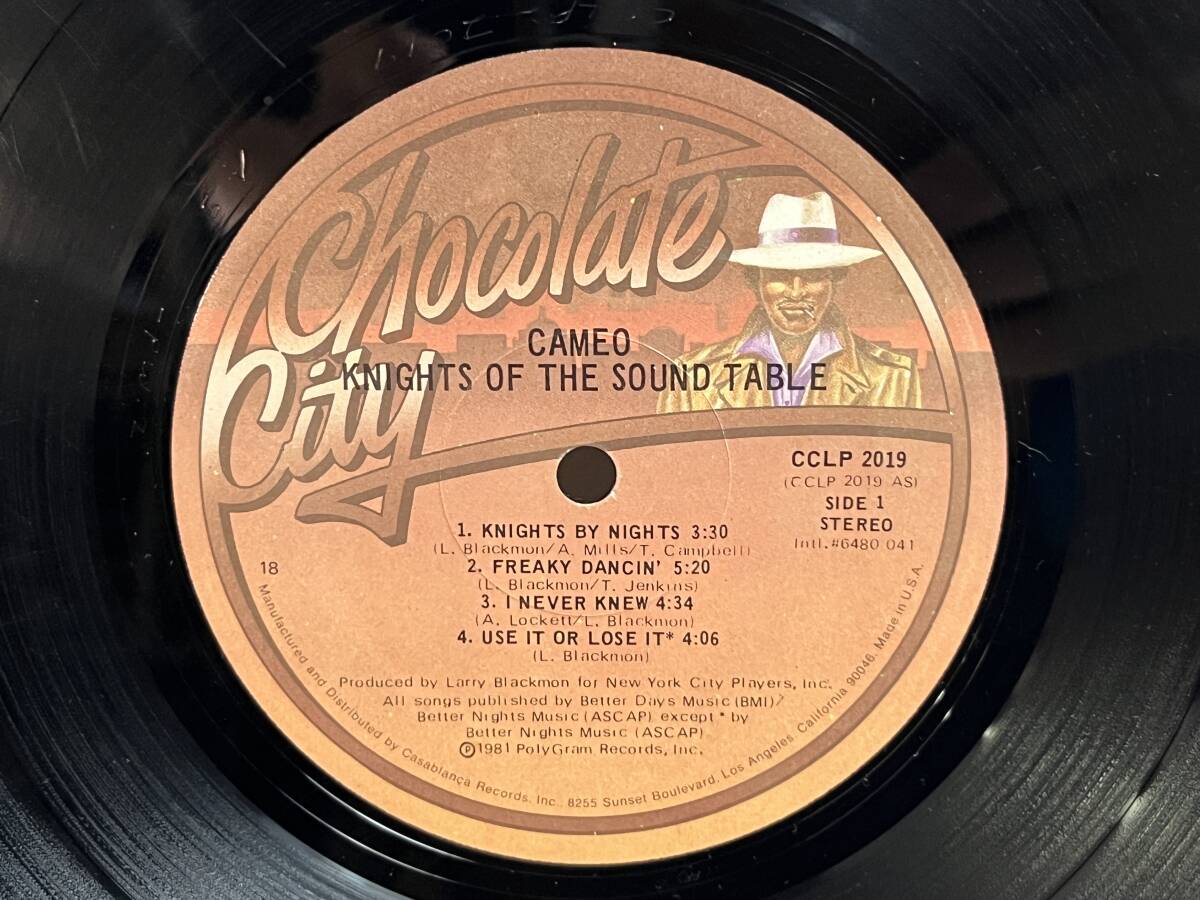 Chocolate
City
CAMEO
KNIGHTS OF THE SOUND TABLE
CCLP 2019
(CCLP 2019 AS)
SIDE 1
STEREO
Intl.#6480 041
18
1. KNIGHTS BY NIGHTS 3:30
(L. Blackmon/A. Mills/T. Campbell)
2. FREAKY DANCIN' 5:20
(L. Blackmon/T. Jenkins)
3. I NEVER KNEW 4:34
(A. Lockett/L. Blackmon)
4. USE IT OR LOSE IT* 4:06
(L. Blackmon)
Produced by Larry Blackmon for New York City Players, Inc.
All songs published by Better Days Music (BMI)/
Better Nights Music (ASCAP) except * by
Better Nights Music (ASCAP)
Ⓟ1981 PolyGram Records, Inc.
Manufactured and Distributed by Casablanca Records, Inc., 8255 Sunset Boulevard, Los Angeles, California 90046. Made in U.S.A.